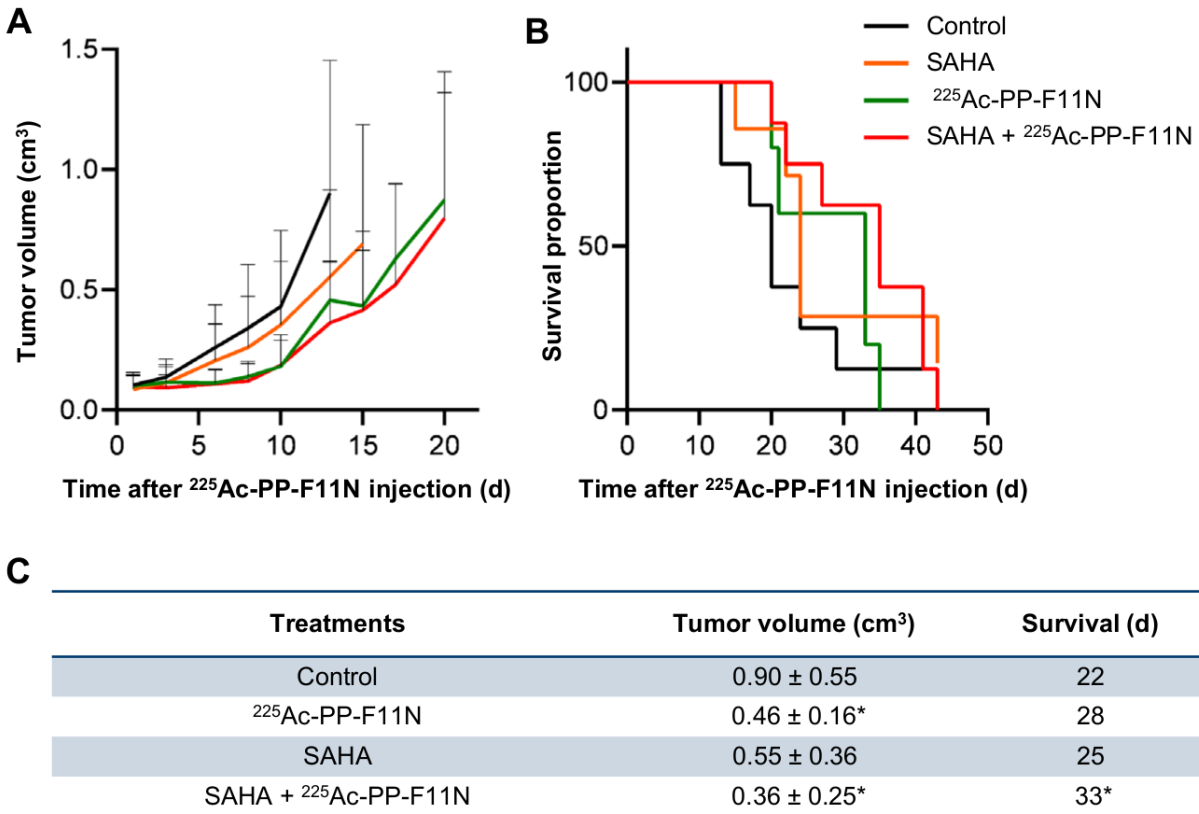 A
1.5
1.0
0.5
0.0
Tumor volume (cm³)
0 5 10 15 20
Time after ²²⁵Ac-PP-F11N injection (d)
B
Control
SAHA
²²⁵Ac-PP-F11N
SAHA + ²²⁵Ac-PP-F11N
100
50
0
Survival proportion
0 10 20 30 40 50
Time after ²²⁵Ac-PP-F11N injection (d)
C
Treatments Tumor volume (cm³) Survival (d)
Control 0.90 ± 0.55 22
²²⁵Ac-PP-F11N 0.46 ± 0.16* 28
SAHA 0.55 ± 0.36 25
SAHA + ²²⁵Ac-PP-F11N 0.36 ± 0.25* 33*